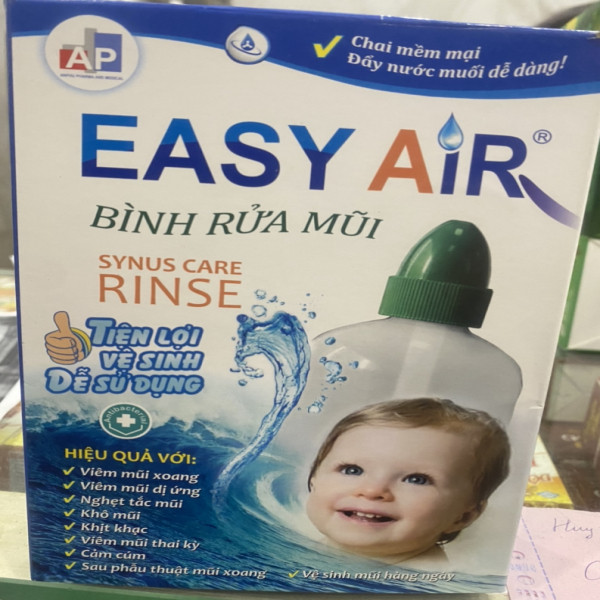 AP
Chai mềm mại
Đẩy nước muối dễ dàng!
EASY AiR®
BÌNH RỬA MŨI
SYNUS CARE
RINSE
TIỆN LỢI
VỆ SINH
DỄ SỬ DỤNG
Antibacterial
HIỆU QUẢ VỚI:
Viêm mũi xoang
Viêm mũi dị ứng
Nghẹt tắc mũi
Khô mũi
Khịt khạc
Viêm mũi thai kỳ
Cảm cúm
Sau phẫu thuật mũi xoang
Vệ sinh mũi hàng ngày
Huy